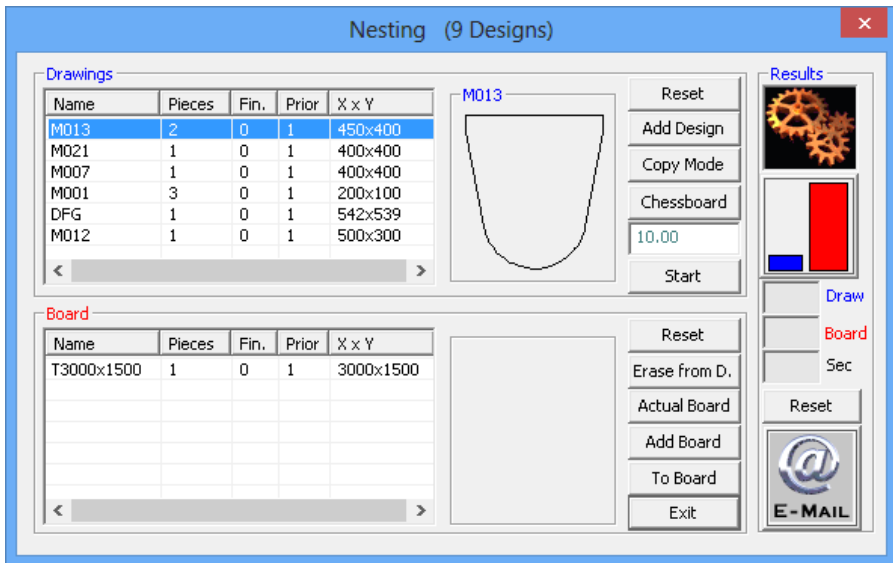 Nesting (9 Designs)
Drawings
Name Pieces Fin. Prior X x Y
M013 2 0 1 450x400
M021 1 0 1 400x400
M007 1 0 1 400x400
M001 3 0 1 200x100
DFG 1 0 1 542x539
M012 1 0 1 500x300
M013
Reset
Add Design
Copy Mode
Chessboard
10.00
Start
Board
Name Pieces Fin. Prior X x Y
T3000x1500 1 0 1 3000x1500
Reset
Erase from D.
Actual Board
Add Board
To Board
Exit
Results
Draw
Board
Sec
Reset
@
E-MAIL